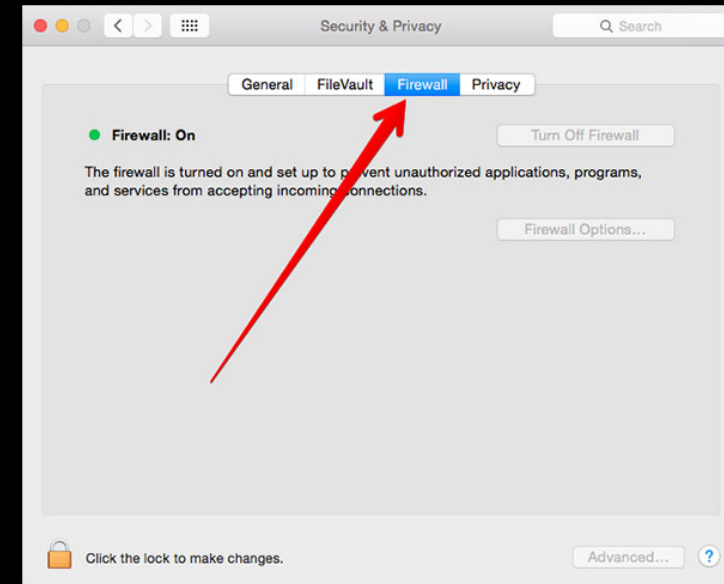 Security & Privacy
Search
General FileVault Firewall Privacy
Firewall: On
Turn Off Firewall
The firewall is turned on and set up to prevent unauthorized applications, programs,
and services from accepting incoming connections.
Firewall Options...
Click the lock to make changes.
Advanced...
?